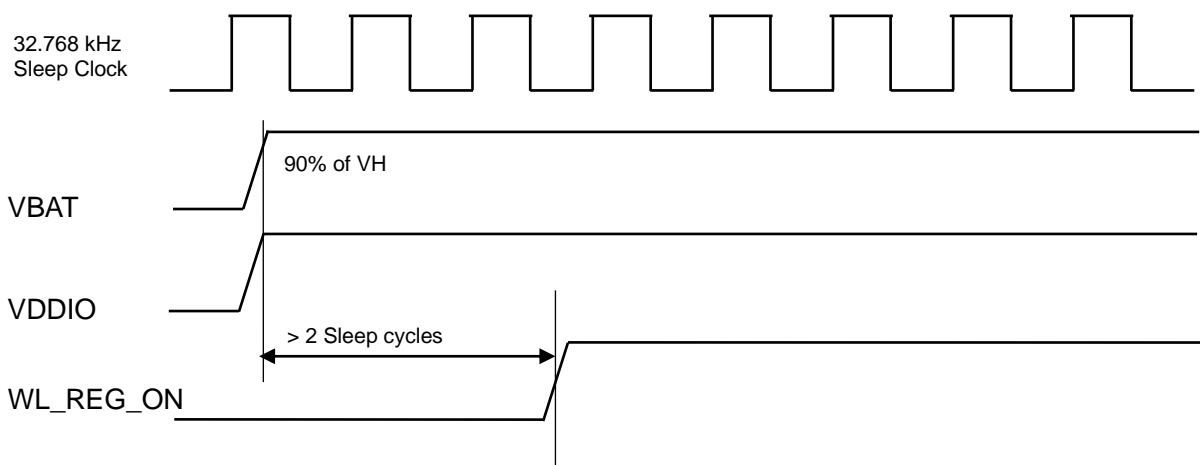 32.768 kHz
Sleep Clock
90% of VH
VBAT
VDDIO
> 2 Sleep cycles
WL_REG_ON